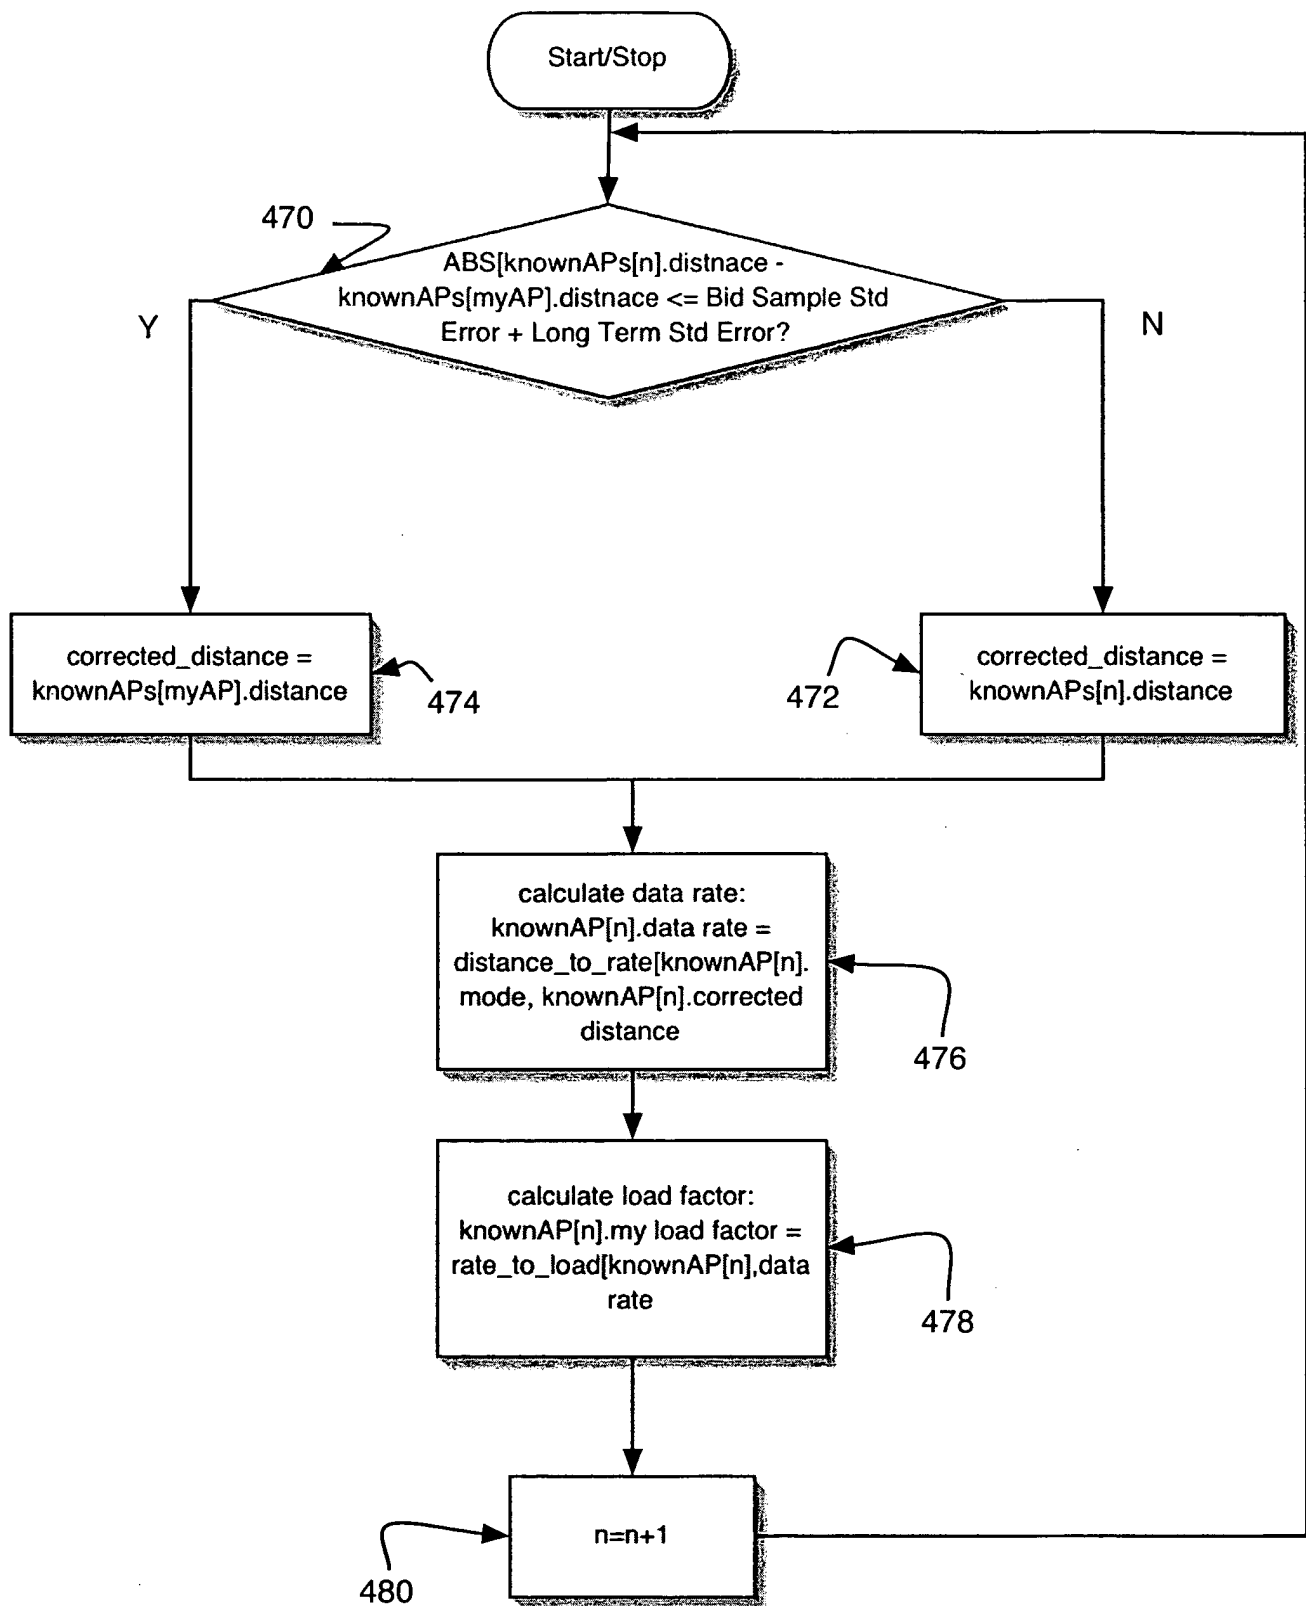 Start/Stop
470
ABS[knownAPs[n].distnace -
knownAPs[myAP].distnace <= Bid Sample Std
Error + Long Term Std Error?
Y
N
corrected_distance =
knownAPs[myAP].distance
474
472
corrected_distance =
knownAPs[n].distance
calculate data rate:
knownAP[n].data rate =
distance_to_rate[knownAP[n].
mode, knownAP[n].corrected
distance
476
calculate load factor:
knownAP[n].my load factor =
rate_to_load[knownAP[n],data
rate
478
n=n+1
480